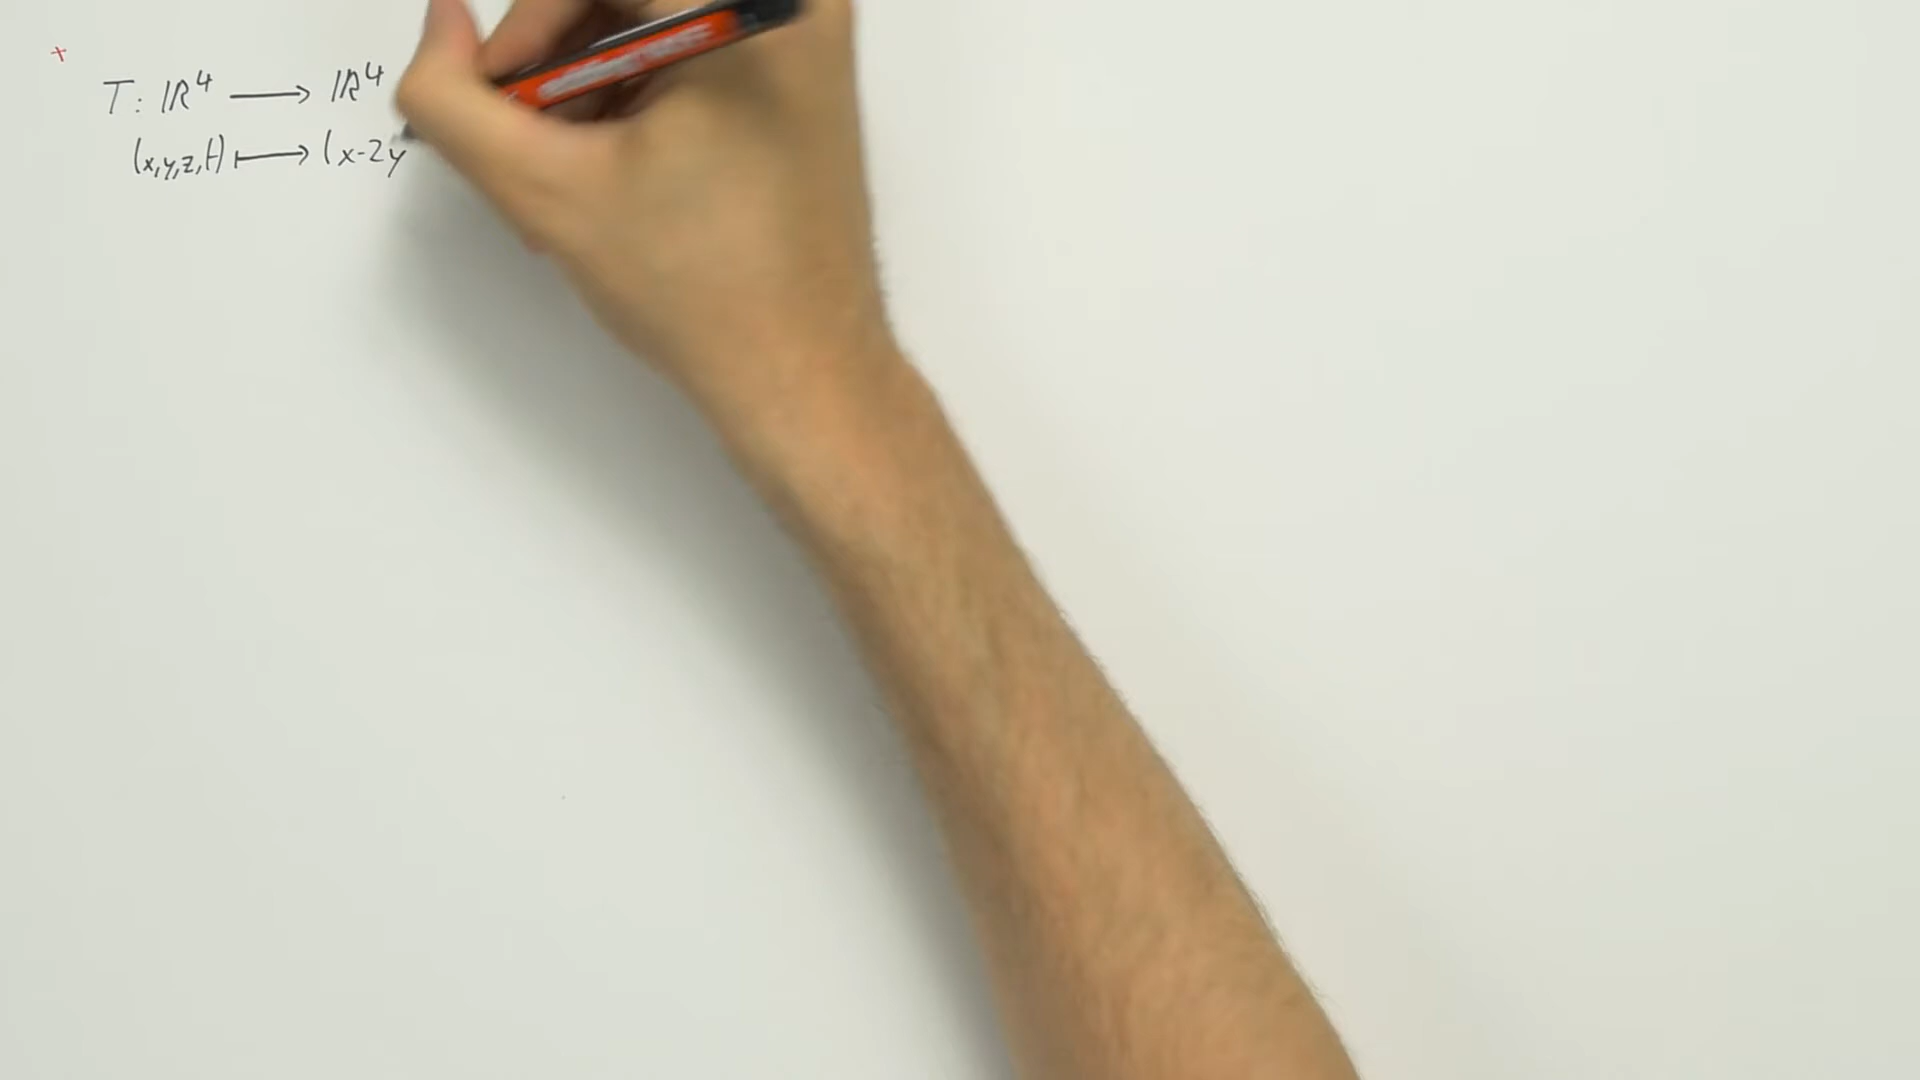 +
T: ℝ⁴ ⟶ ℝ⁴
(x,y,z,t) ⟼ (x-2y